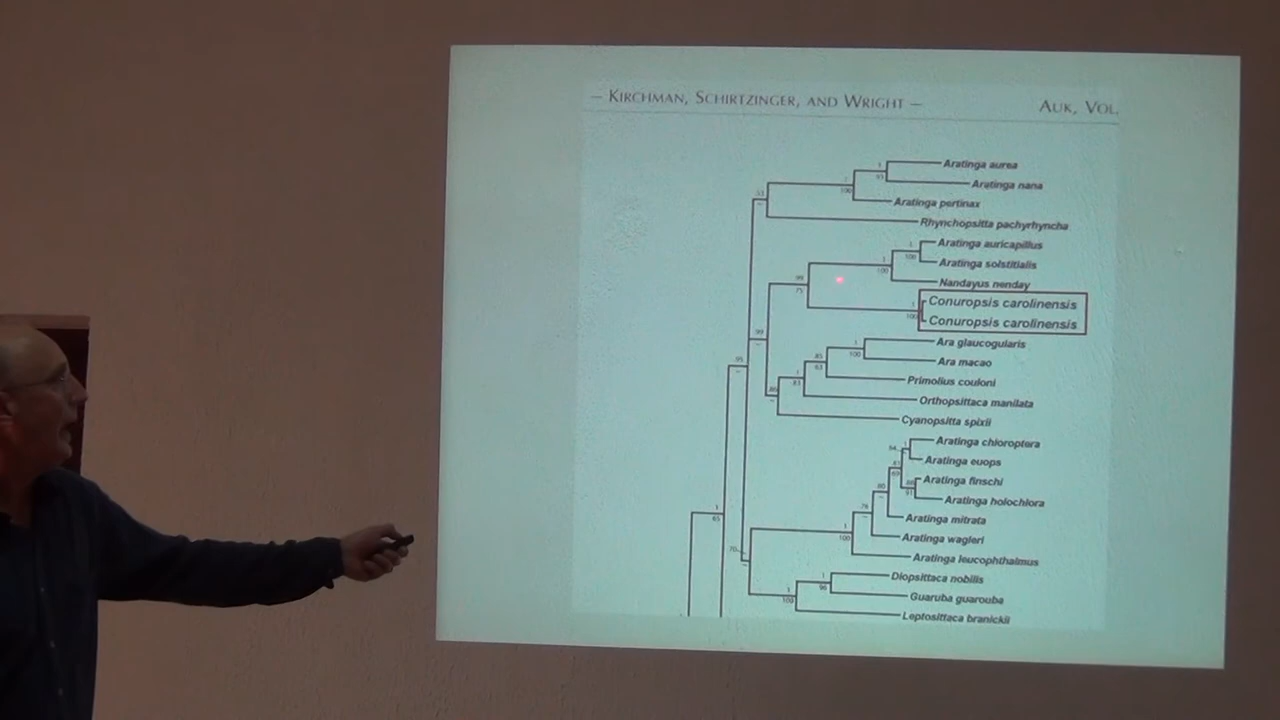 – KIRCHMAN, SCHIRTZINGER, AND WRIGHT –
AUK, VOL.
Aratinga aurea
Aratinga nana
Aratinga pertinax
Rhynchopsitta pachyrhyncha
Aratinga auricapillus
Aratinga solstitialis
Nandayus nenday
Conuropsis carolinensis
Conuropsis carolinensis
Ara glaucogularis
Ara macao
Primolius couloni
Orthopsittaca manilata
Cyanopsitta spixii
Aratinga chloroptera
Aratinga euops
Aratinga finschi
Aratinga holochlora
Aratinga mitrata
Aratinga wagleri
Aratinga leucophthalmus
Diopsittaca nobilis
Guaruba guarouba
Leptosittaca branickii